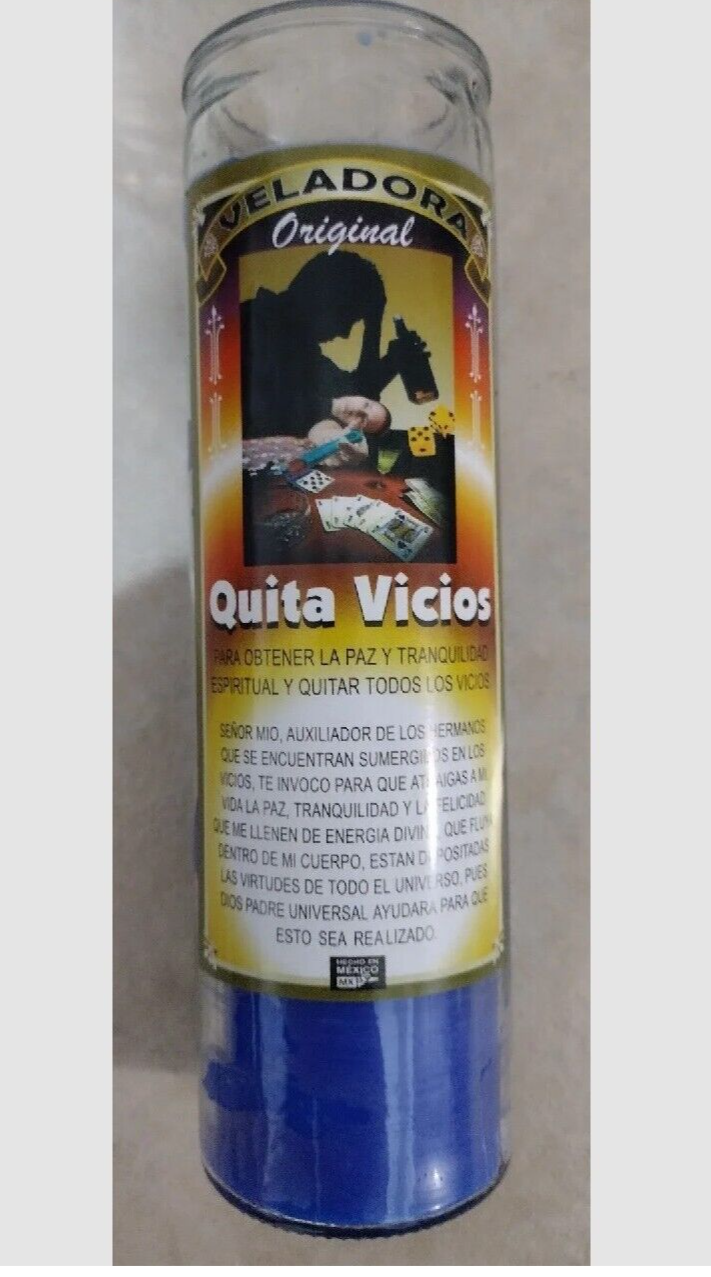 VELADORA
Original
Quita Vicios
PARA OBTENER LA PAZ Y TRANQUILIDAD
ESPIRITUAL Y QUITAR TODOS LOS VICIOS
SEÑOR MIO, AUXILIADOR DE LOS HERMANOS
QUE SE ENCUENTRAN SUMERGIDOS EN LOS
VICIOS, TE INVOCO PARA QUE ATRAIGAS A MI
VIDA LA PAZ, TRANQUILIDAD Y LA FELICIDAD
QUE ME LLENEN DE ENERGIA DIVINA, QUE FLUYA
DENTRO DE MI CUERPO, ESTAN DEPOSITADAS
LAS VIRTUDES DE TODO EL UNIVERSO, PUES
DIOS PADRE UNIVERSAL AYUDARA PARA QUE
ESTO SEA REALIZADO.
HECHO EN
MÉXICO
MX